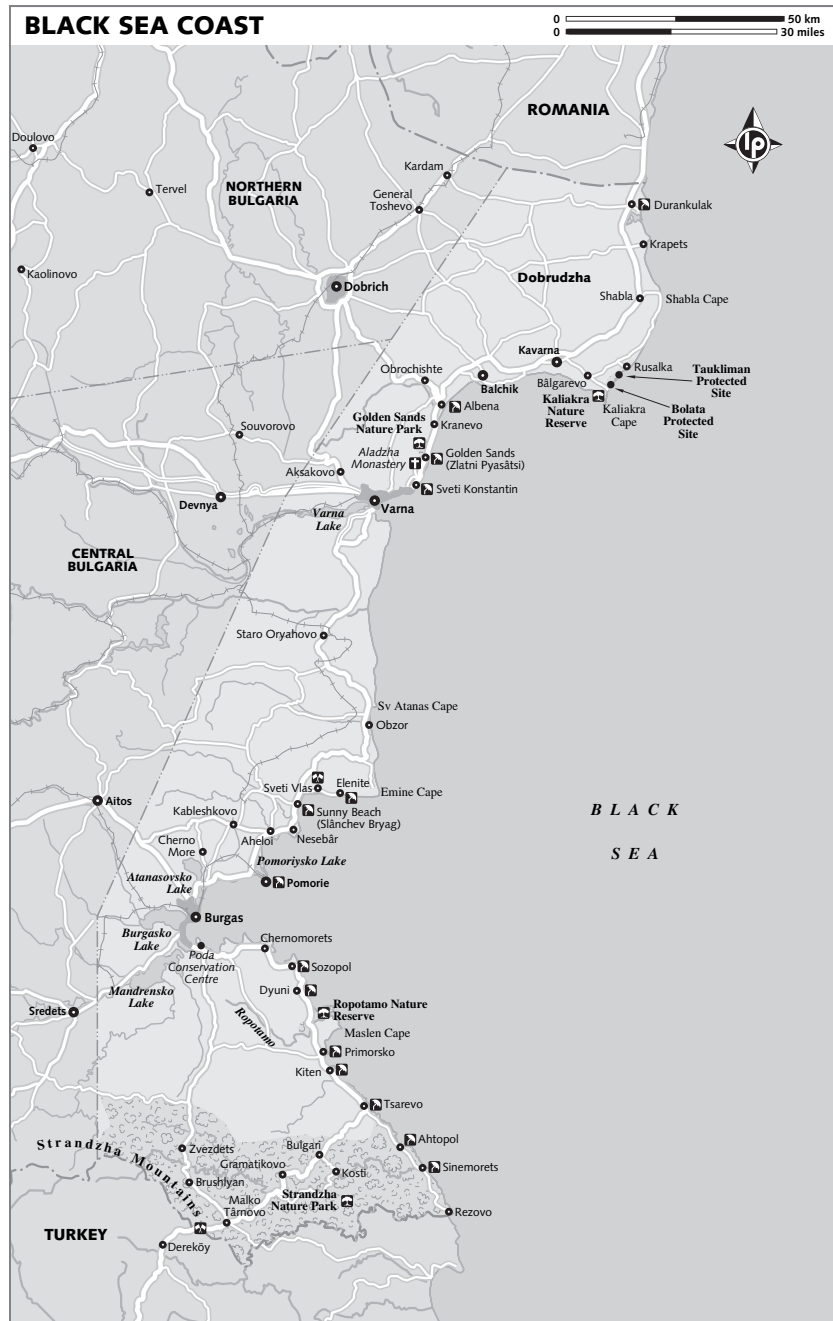 BLACK SEA COAST
0 50 km
0 30 miles
ROMANIA
lp
Doulovo
Tervel
NORTHERN
BULGARIA
Kardam
General
Toshevo
Durankulak
Krapets
Kaolinovo
Dobrich
Dobrudzha
Shabla
Shabla Cape
Kavarna
Obrochishte
Balchik
Bâlgarevo
Rusalka
Taukliman
Protected
Site
Kaliakra
Nature
Reserve
Kaliakra
Cape
Bolata
Protected
Site
Albena
Kranevo
Golden Sands
Nature Park
Souvorovo
Aladzha
Monastery
Golden Sands
(Zlatni Pyasâtsi)
Aksakovo
Sveti Konstantin
Devnya
Varna
Varna
Lake
CENTRAL
BULGARIA
Staro Oryahovo
Sv Atanas Cape
Obzor
Sveti Vlas
Elenite
Emine Cape
Aitos
Kableshkovo
Sunny Beach
(Slânchev Bryag)
Aheloi
Nesebâr
Cherno
More
Pomoriysko Lake
Atanasovsko
Lake
Pomorie
BLACK
SEA
Burgas
Burgasko
Lake
Chernomorets
Poda
Conservation
Centre
Sozopol
Mandrensko
Lake
Dyuni
Sredets
Ropotamo
Ropotamo Nature
Reserve
Maslen Cape
Primorsko
Kiten
Tsarevo
Strandzha Mountains
Zvezdets
Bulgari
Ahtopol
Gramatikovo
Kosti
Sinemorets
Brushlyan
Strandzha
Nature Park
Malko
Târnovo
Rezovo
TURKEY
Dereköy